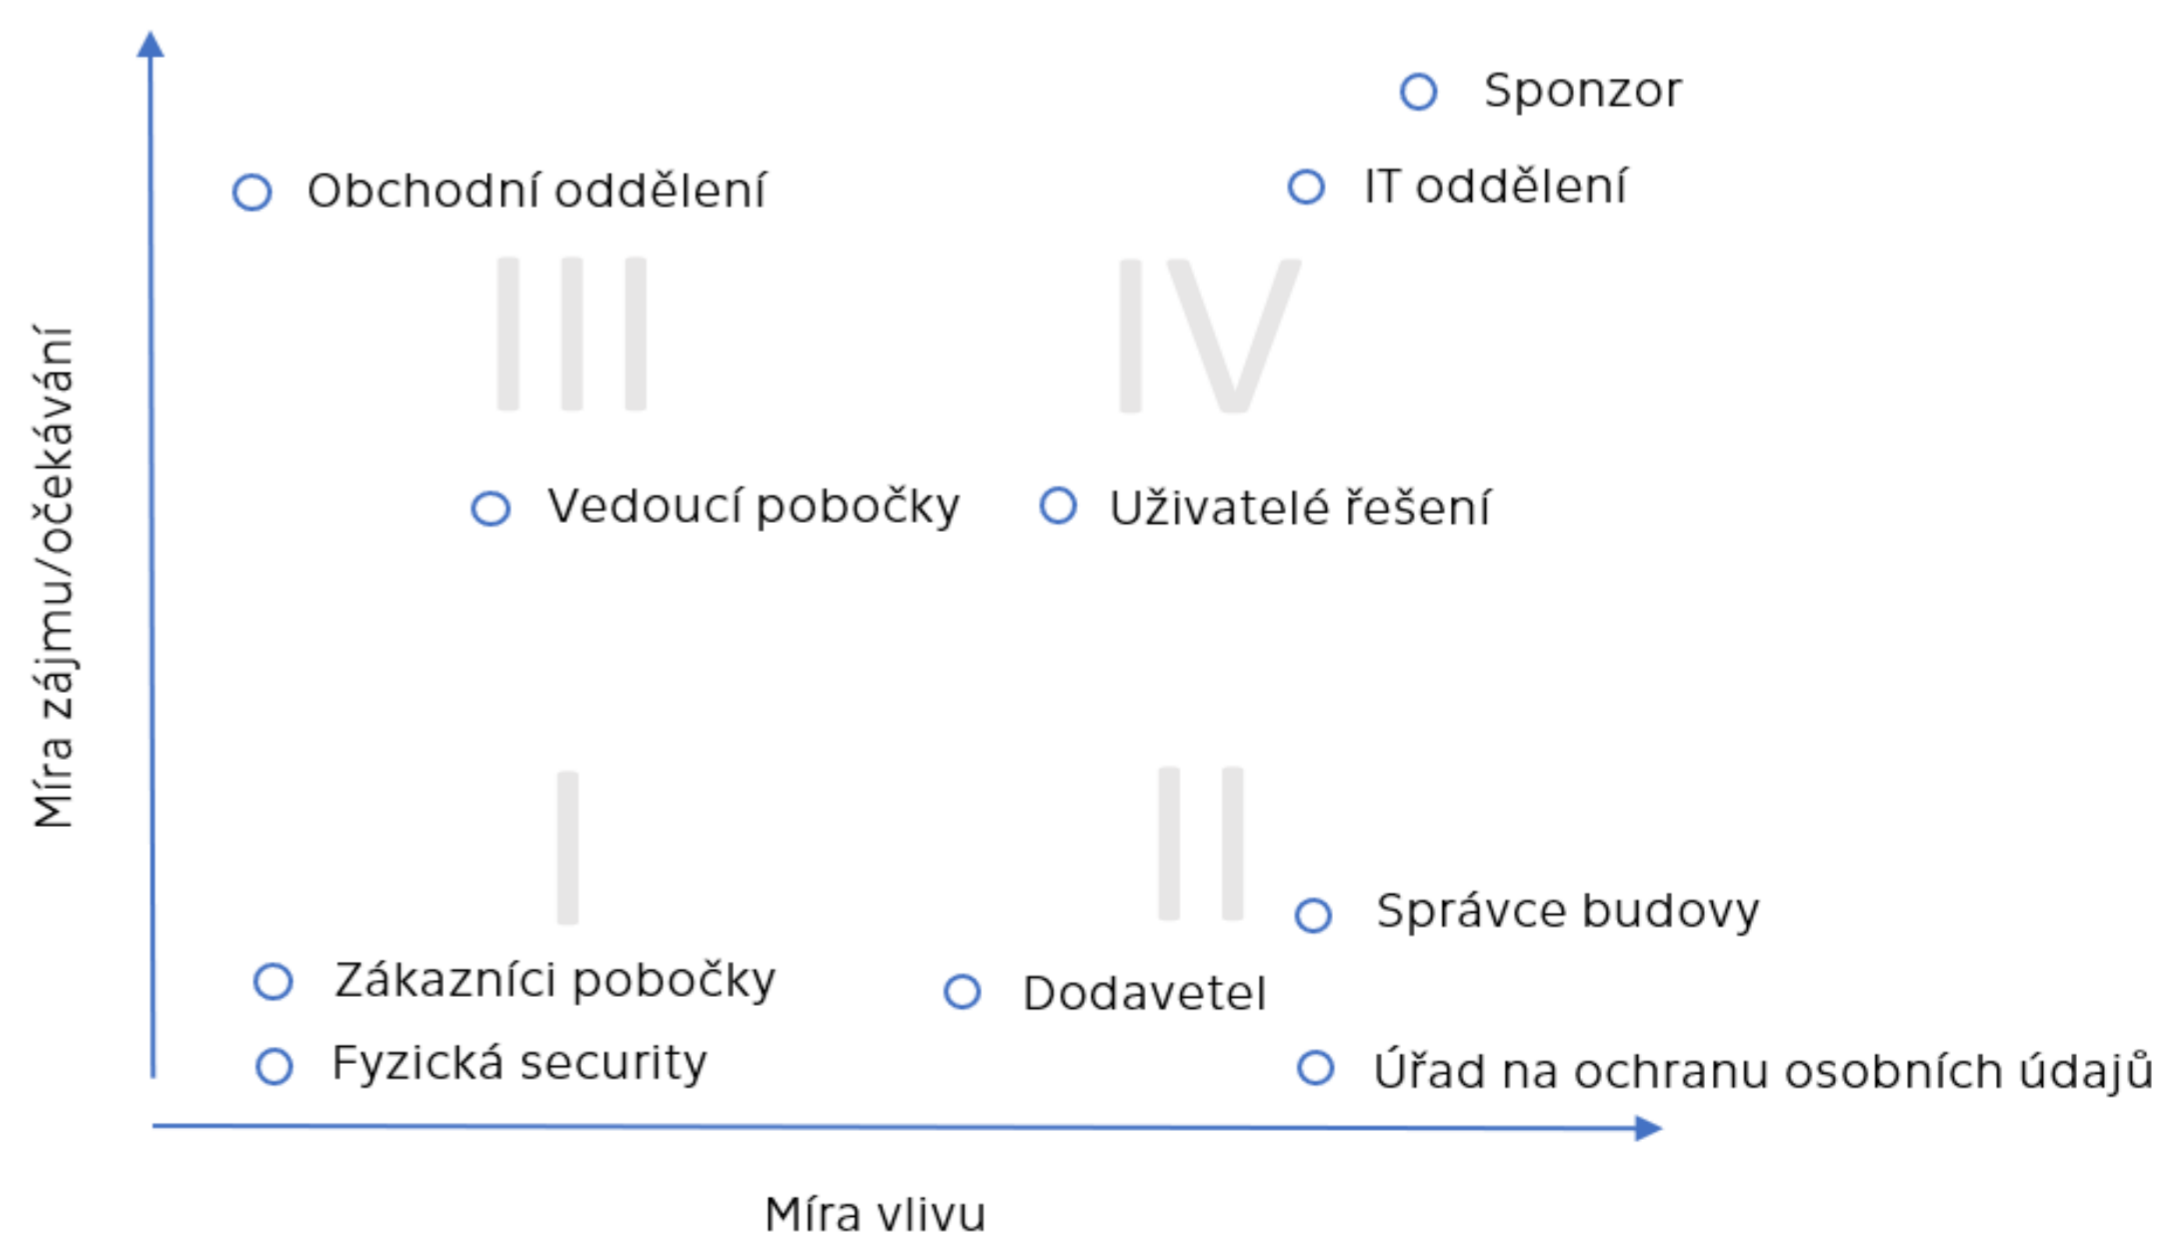 Sponzor
IT oddělení
Obchodní oddělení
III
IV
Míra zájmu/očekávání
Vedoucí pobočky
Uživatelé řešení
I
II
Správce budovy
Zákazníci pobočky
Dodavetel
Fyzická security
Úřad na ochranu osobních údajů
Míra vlivu